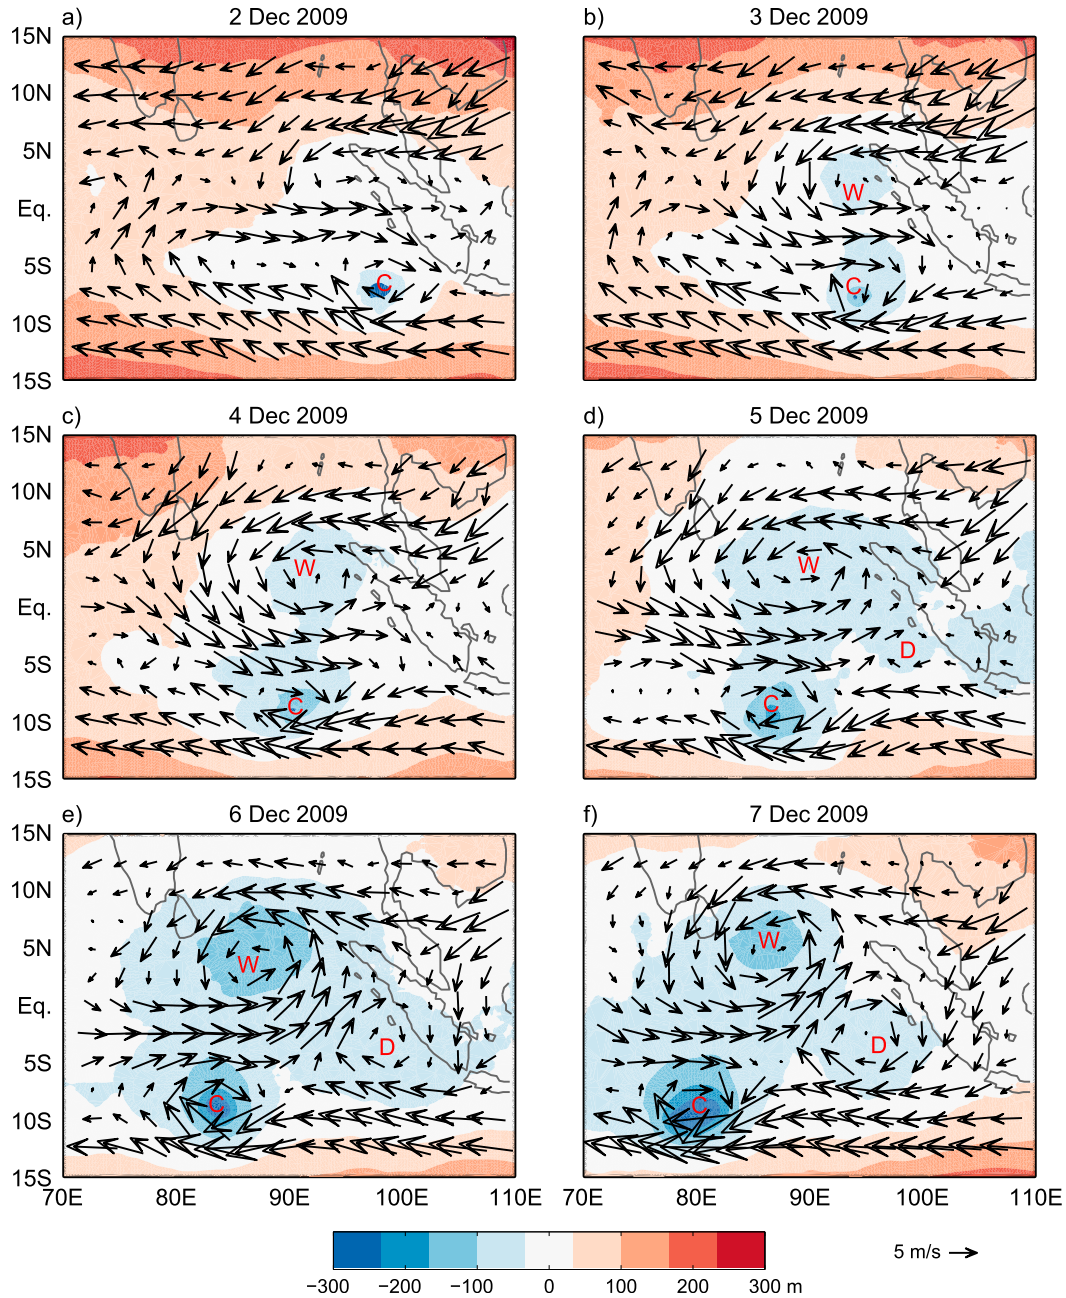 a) 2 Dec 2009 b) 3 Dec 2009
15N
10N
5N
Eq.
5S
10S
15S
C
W
C
c) 4 Dec 2009 d) 5 Dec 2009
15N
10N
5N
Eq.
5S
10S
15S
W
C
W
D
C
e) 6 Dec 2009 f) 7 Dec 2009
15N
10N
5N
Eq.
5S
10S
15S
W
D
C
W
D
C
70E 80E 90E 100E 110E 70E 80E 90E 100E 110E
−300 −200 −100 0 100 200 300 m
5 m/s